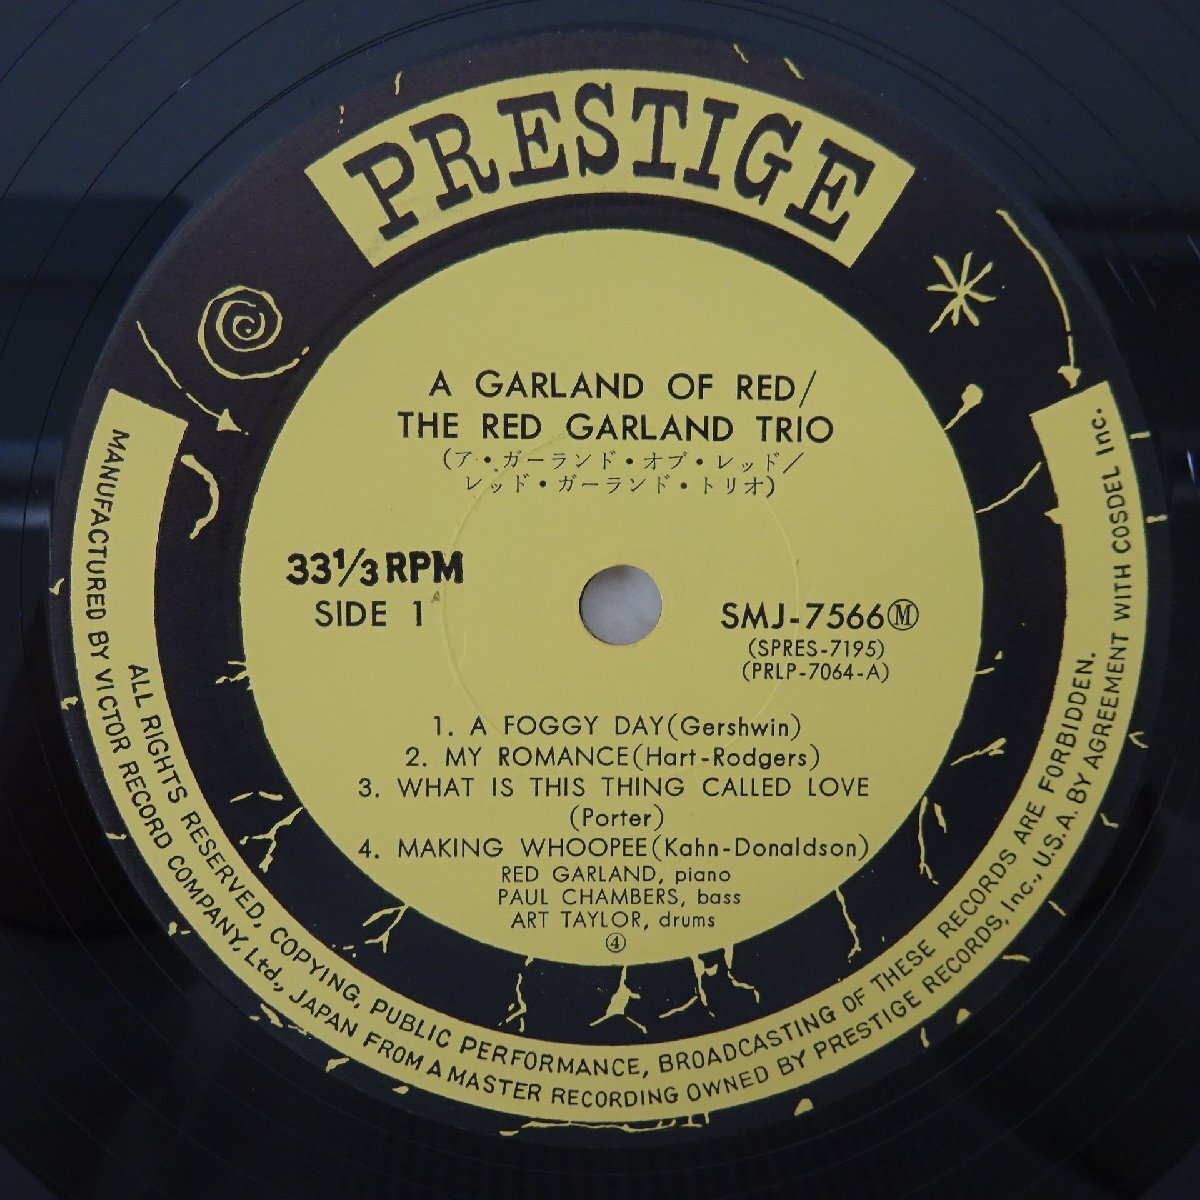 PRESTIGE
A GARLAND OF RED/
THE RED GARLAND TRIO
(ア・ガーランド・オブ・レッド/
レッド・ガーランド・トリオ)
33⅓ RPM
SIDE 1
SMJ-7566Ⓜ
(SPRES-7195)
(PRLP-7064-A)
1. A FOGGY DAY(Gershwin)
2. MY ROMANCE(Hart-Rodgers)
3. WHAT IS THIS THING CALLED LOVE
(Porter)
4. MAKING WHOOPEE(Kahn-Donaldson)
RED GARLAND, piano
PAUL CHAMBERS, bass
ART TAYLOR, drums
④
ALL RIGHTS RESERVED, COPYING, PUBLIC PERFORMANCE, BROADCASTING OF THESE RECORDS ARE FORBIDDEN.
MANUFACTURED BY VICTOR RECORD COMPANY, Ltd., JAPAN FROM A MASTER RECORDING OWNED BY PRESTIGE RECORDS, Inc., U.S.A. BY AGREEMENT WITH COSDEL Inc.